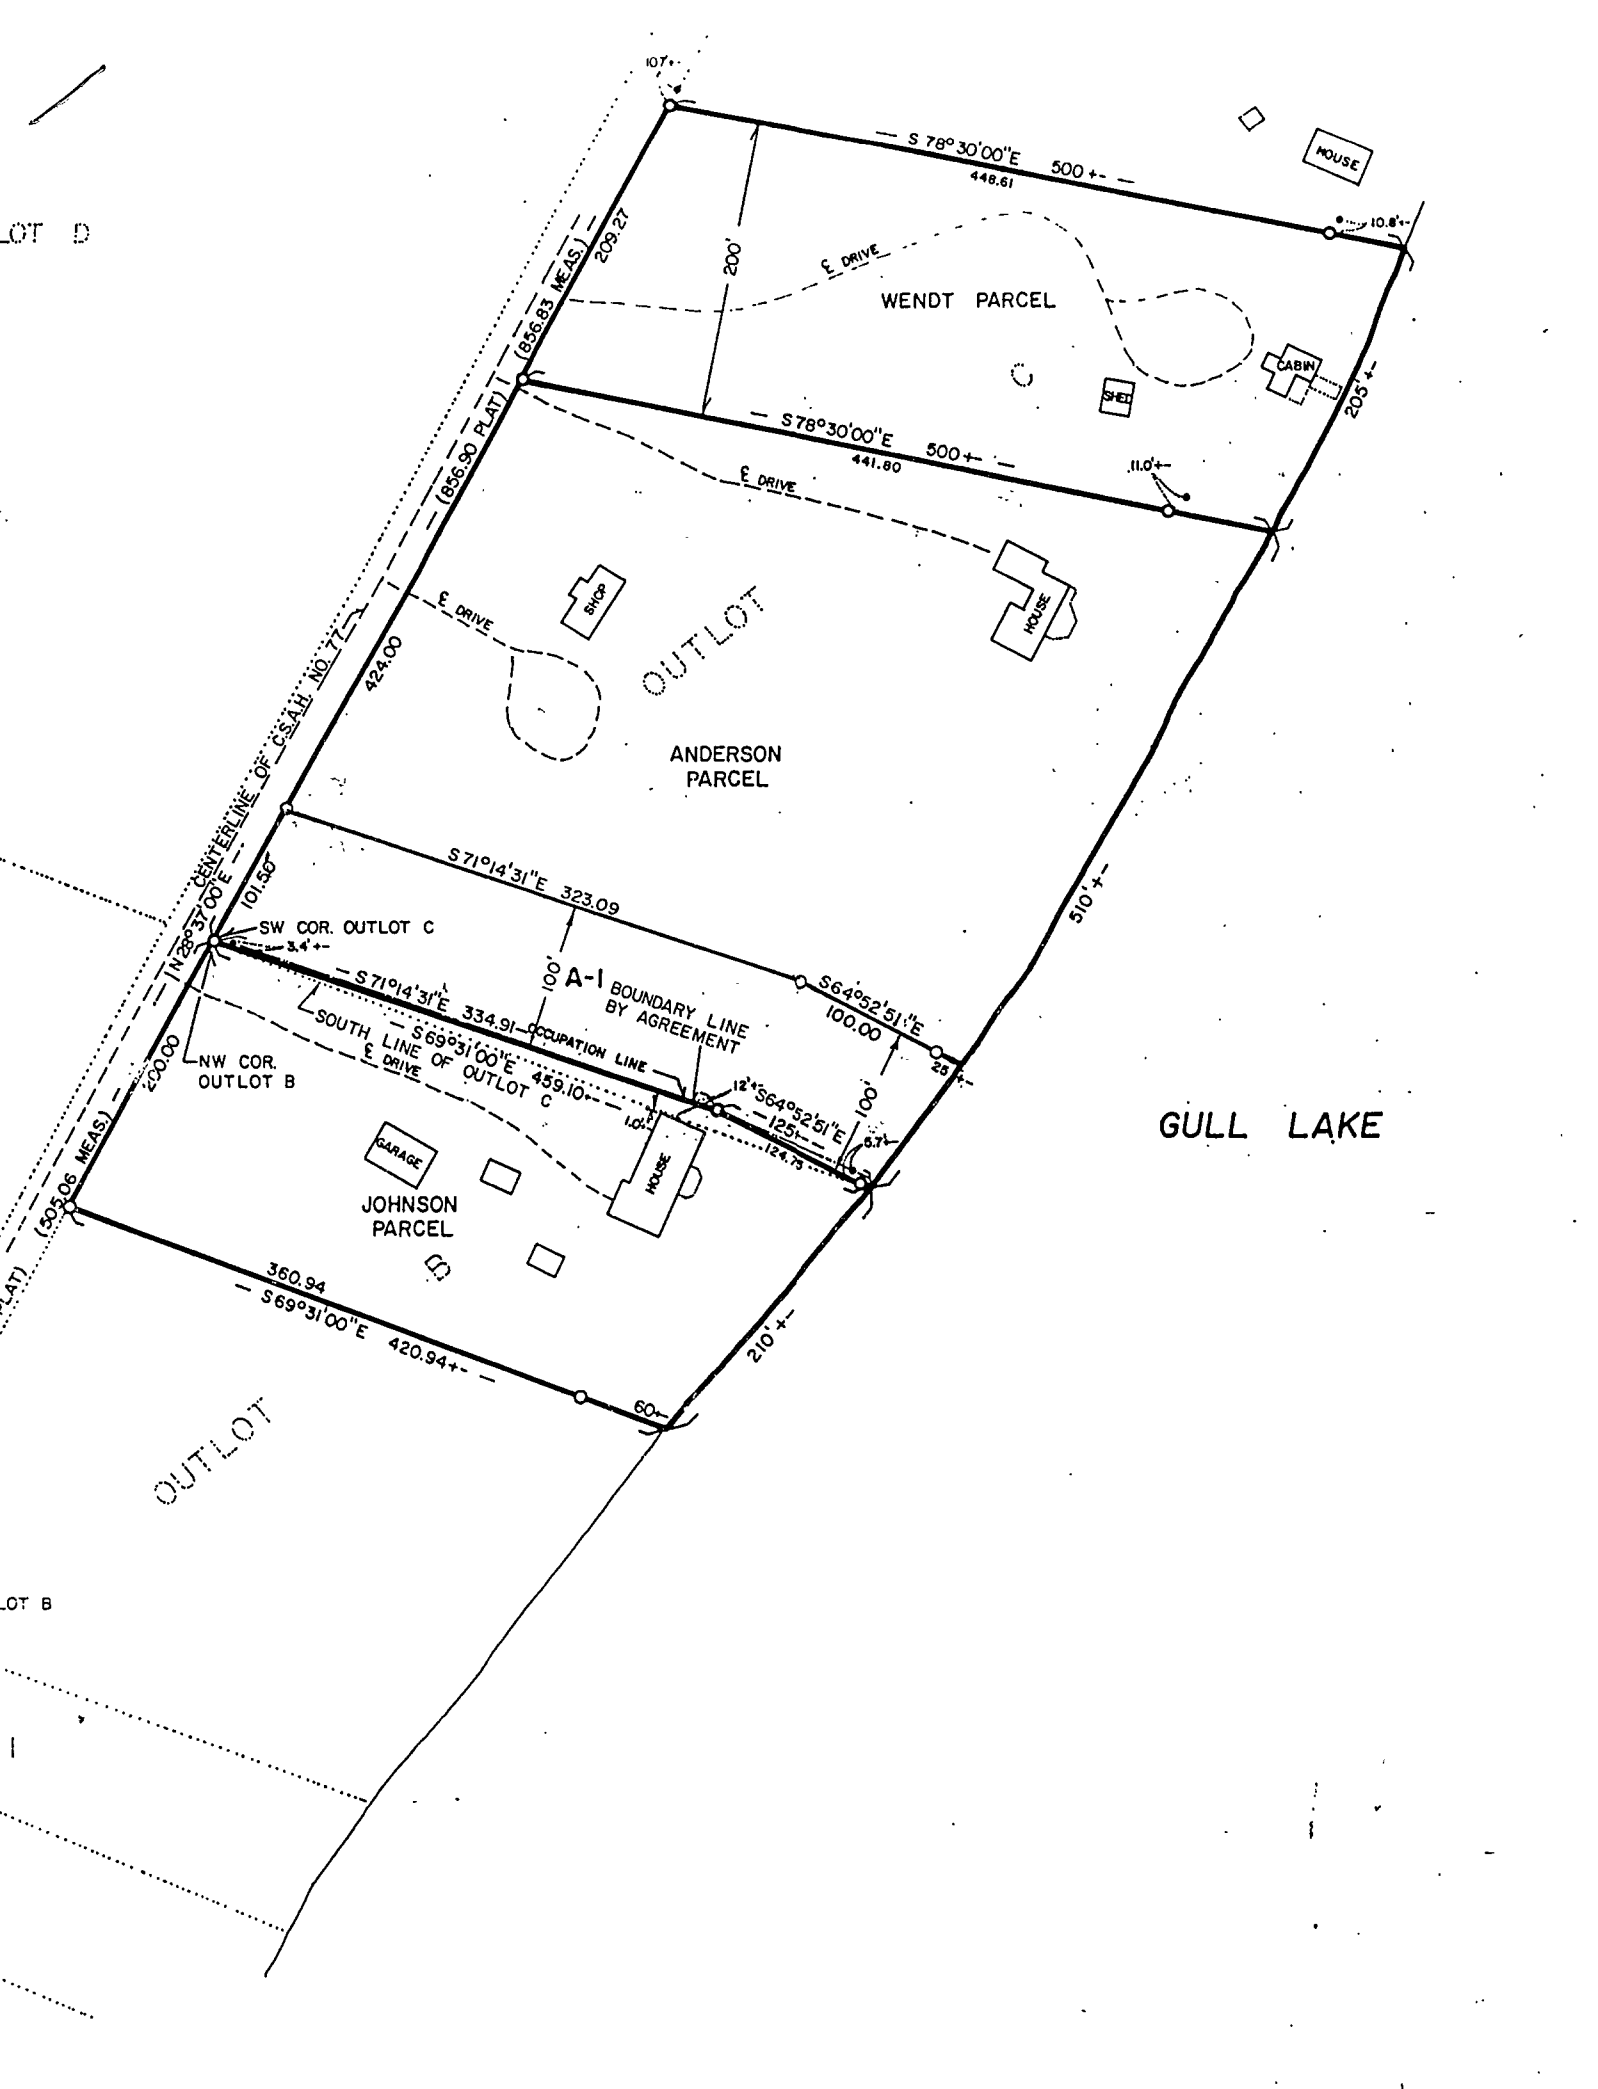 107'+-
S 78°30'00"E 500+-
448.61
HOUSE
10.8'+-
LOT D
209.27
(856.83 MEAS.)
200'
℄ DRIVE
WENDT PARCEL
C
CABIN
SHED
205'+-
(856.90 PLAT)
S78°30'00"E 500+-
441.80
11.0'+-
℄ DRIVE
℄ DRIVE
SHOP
HOUSE
OUTLOT
424.00
CENTERLINE OF C.S.A.H. NO. 77
ANDERSON
PARCEL
510'+-
S71°14'31"E 323.09
101.50'
N28°37'00"E
SW COR. OUTLOT C
3.4'+-
S64°52'51"E
100.00
25'+-
100'
A-1
BOUNDARY LINE
BY AGREEMENT
S71°14'31"E 334.91
OCCUPATION LINE
SOUTH LINE OF OUTLOT C
S69°31'00"E 459.10+-
℄ DRIVE
NW COR.
OUTLOT B
200.00
12'+-
S64°52'51"E
125+-
124.75
6.7'+-
100'
1.0'+-
GULL LAKE
GARAGE
HOUSE
JOHNSON
PARCEL
B
(505.06 MEAS.)
PLAT)
360.94
S69°31'00"E 420.94+-
60+-
210'+-
OUTLOT
LOT B
1